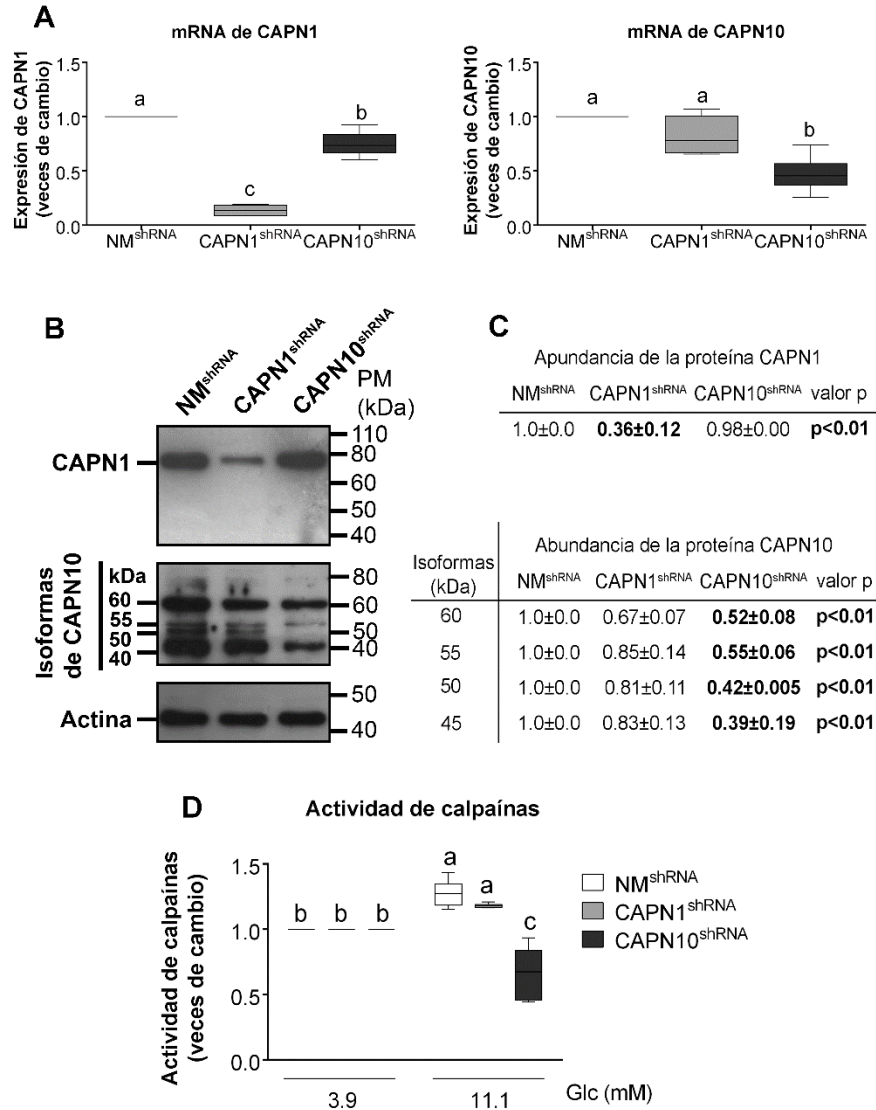 A
mRNA de CAPN1
Expresión de CAPN1
(veces de cambio)
1.5
1.0
0.5
0.0
a
c
b
NMshRNA
CAPN1shRNA
CAPN10shRNA
mRNA de CAPN10
Expresión de CAPN10
(veces de cambio)
1.5
1.0
0.5
0.0
a
a
b
NMshRNA
CAPN1shRNA
CAPN10shRNA
B
NMshRNA
CAPN1shRNA
CAPN10shRNA
PM
(kDa)
CAPN1
110
80
60
50
40
Isoformas
de CAPN10
kDa
60
55
50
40
80
60
50
40
Actina
50
40
C
Apundancia de la proteína CAPN1
NMshRNA CAPN1shRNA CAPN10shRNA valor p
1.0±0.0 0.36±0.12 0.98±0.00 p<0.01
Isoformas
(kDa)
Abundancia de la proteína CAPN10
NMshRNA CAPN1shRNA CAPN10shRNA valor p
60 1.0±0.0 0.67±0.07 0.52±0.08 p<0.01
55 1.0±0.0 0.85±0.14 0.55±0.06 p<0.01
50 1.0±0.0 0.81±0.11 0.42±0.005 p<0.01
45 1.0±0.0 0.83±0.13 0.39±0.19 p<0.01
D
Actividad de calpaínas
Actividad de calpaínas
(veces de cambio)
1.5
1.0
0.5
0.0
b b b
a
a
c
3.9
11.1
Glc (mM)
NMshRNA
CAPN1shRNA
CAPN10shRNA